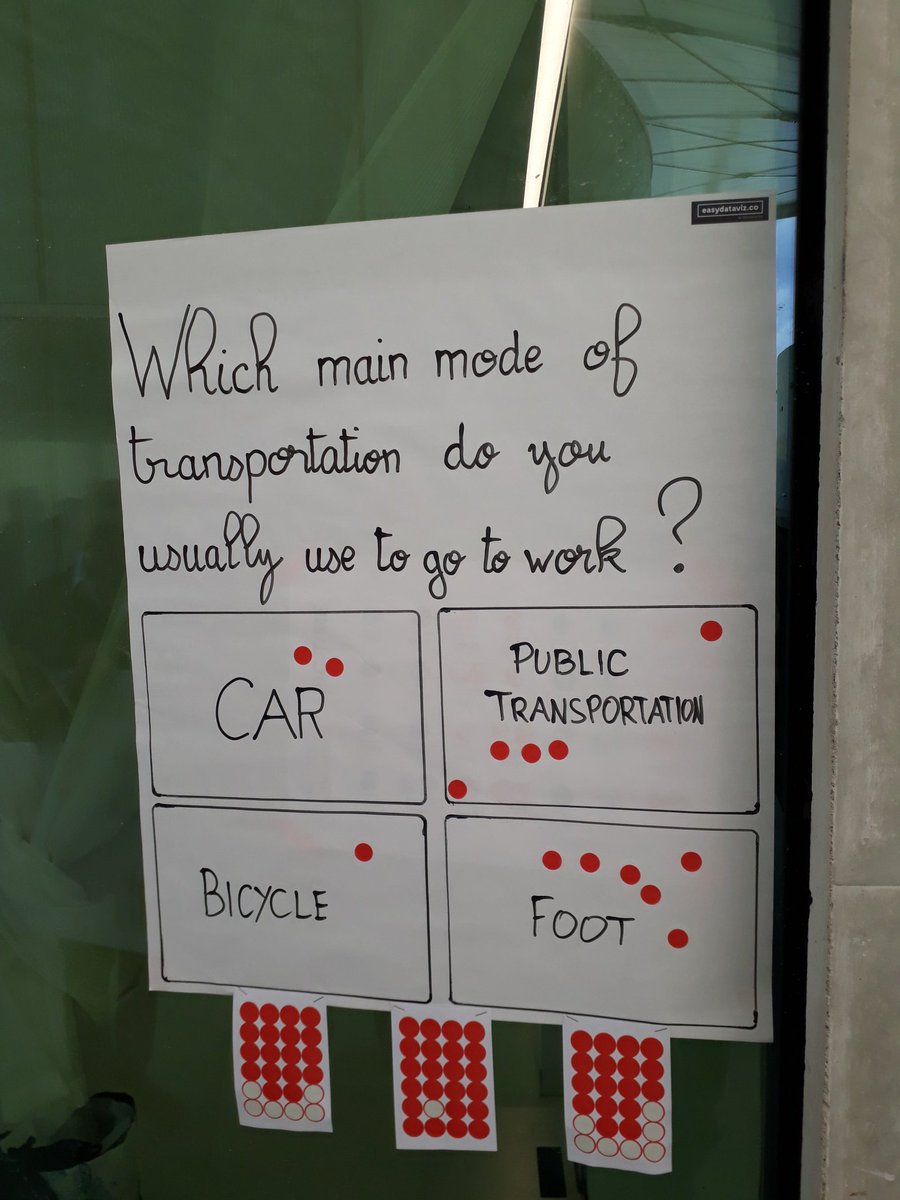 easydataviz.co
Which main mode of
transportation do you
usually use to go to work ?
CAR
PUBLIC
TRANSPORTATION
BICYCLE
FOOT